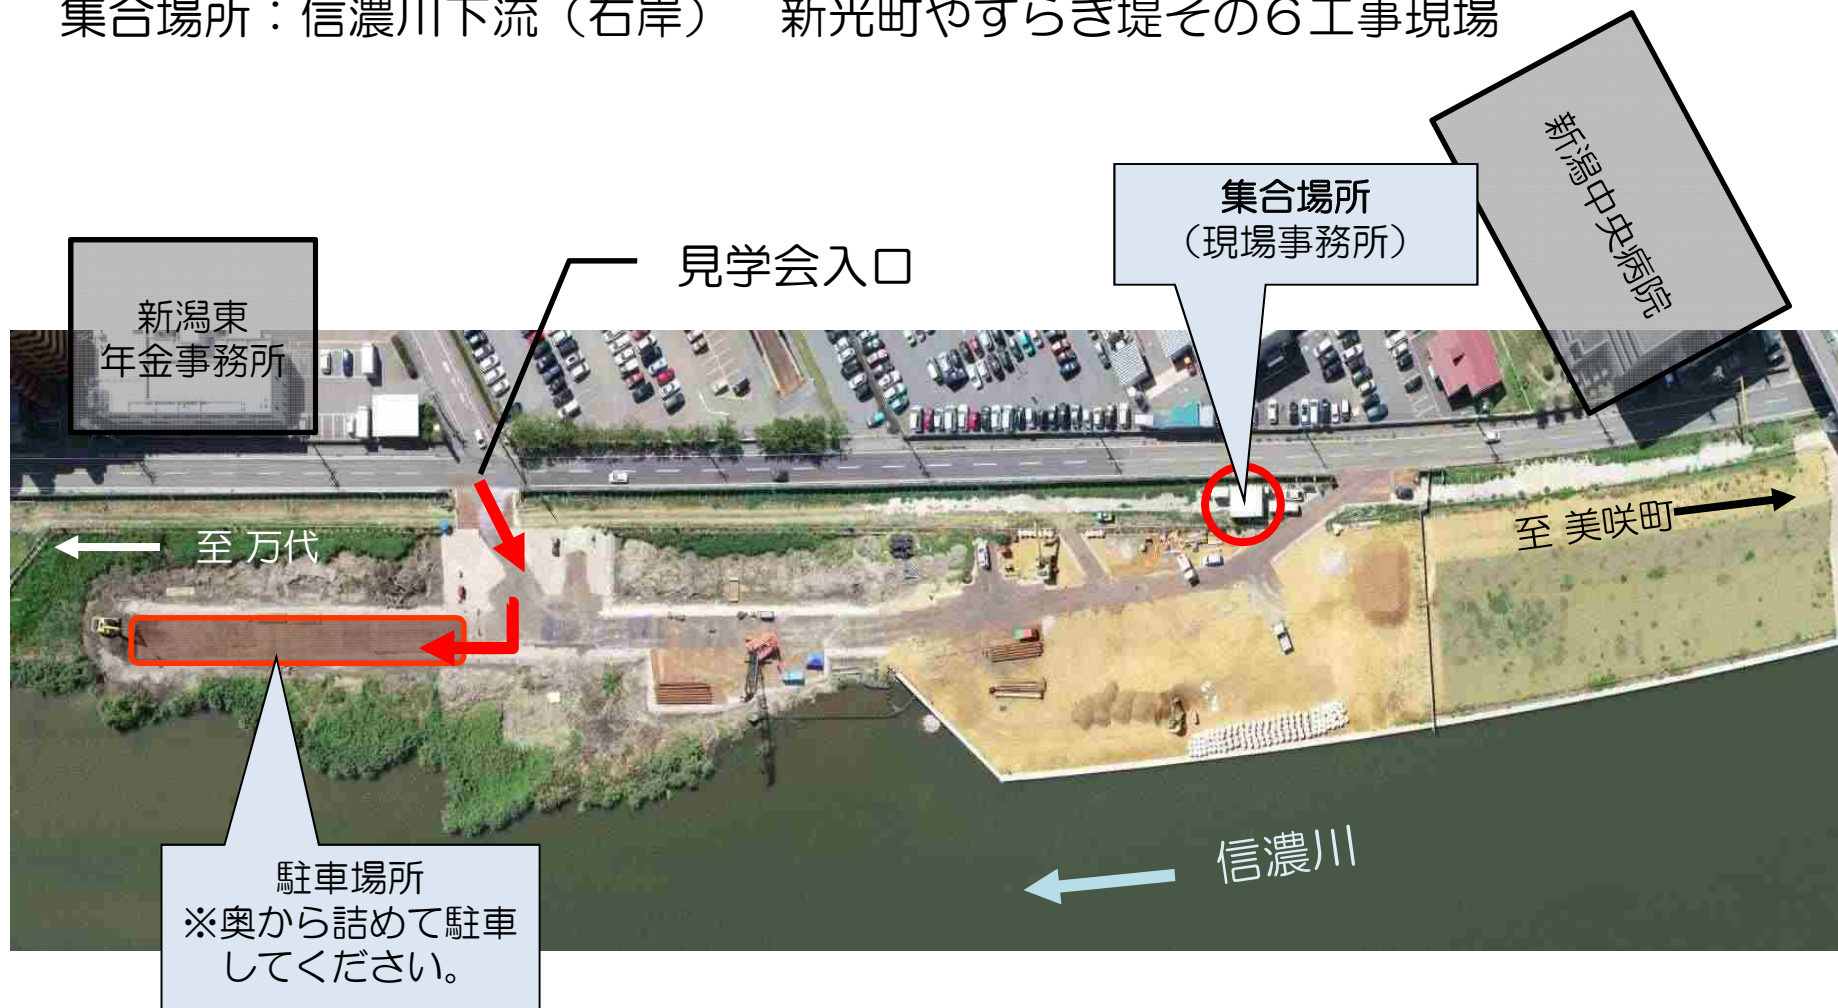 集合場所：信濃川下流（右岸）　新光町やすらぎ堤その６工事現場
新潟中央病院
集合場所
（現場事務所）
見学会入口
新潟東
年金事務所
至 万代
至 美咲町
信濃川
駐車場所
※奥から詰めて駐車
してください。